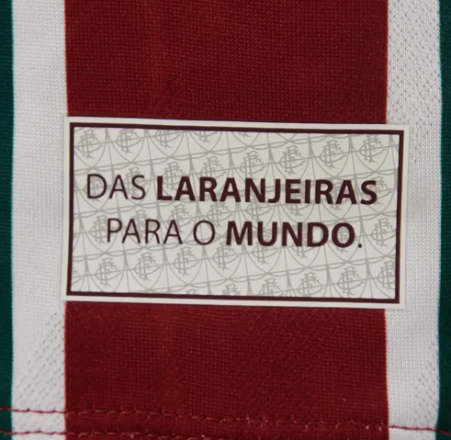 DAS LARANJEIRAS
PARA O MUNDO.